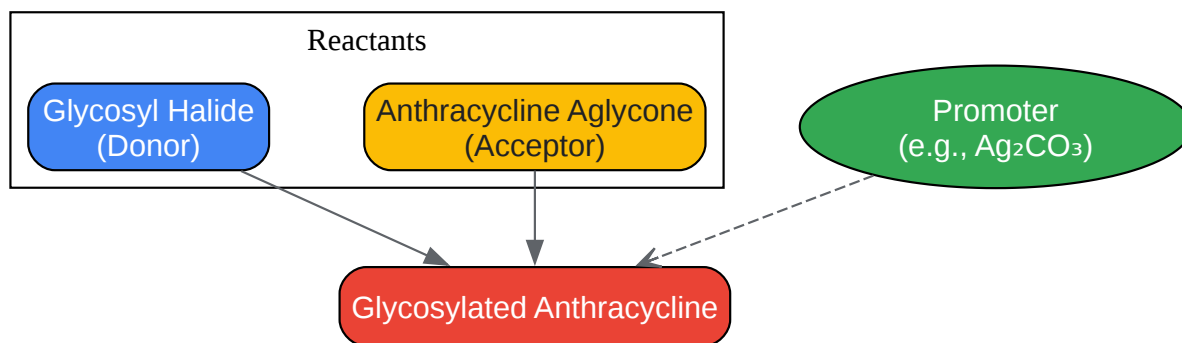 Reactants
Glycosyl Halide
(Donor)
Anthracycline Aglycone
(Acceptor)
Promoter
(e.g., Ag₂CO₃)
Glycosylated Anthracycline